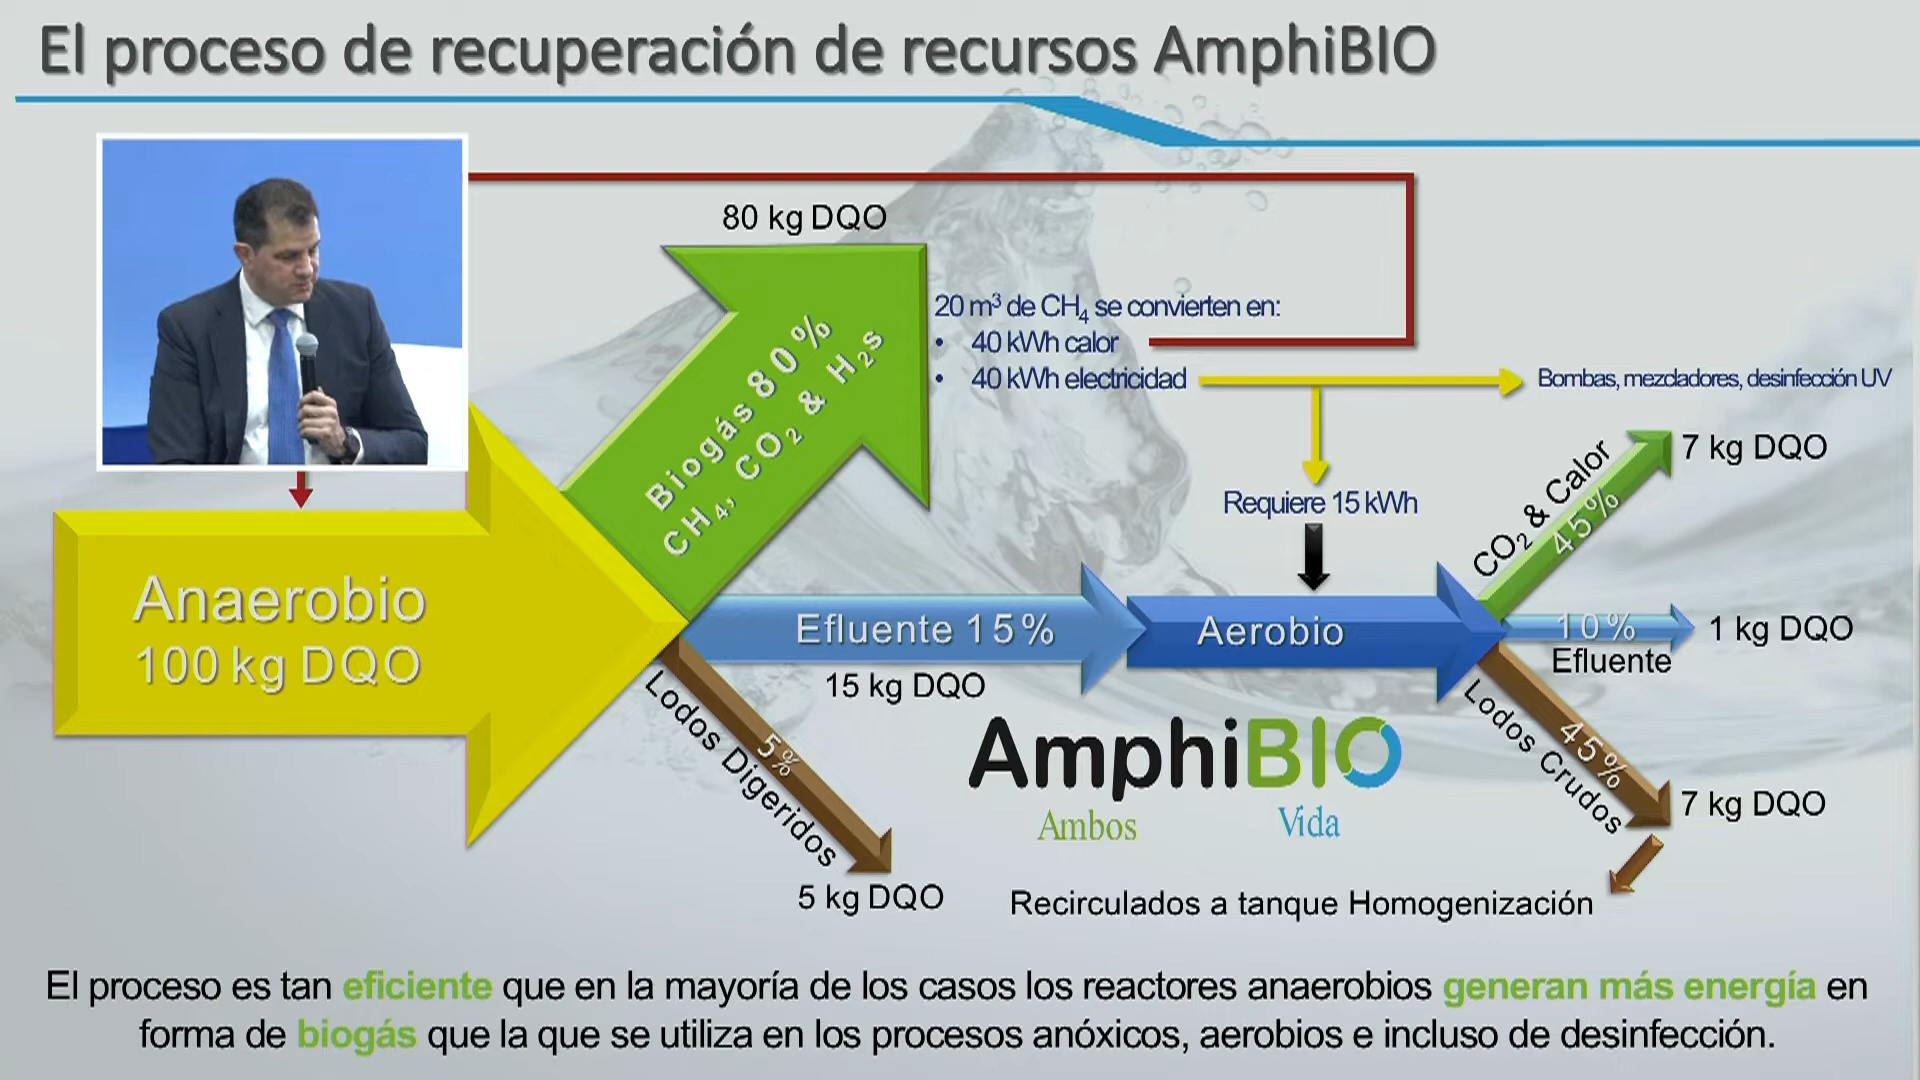 El proceso de recuperación de recursos AmphiBIO
80 kg DQO
Biogás 80%
CH4, CO2 & H2s
20 m³ de CH4 se convierten en:
• 40 kWh calor
• 40 kWh electricidad
Bombas, mezcladores, desinfección UV
Requiere 15 kWh
CO2 & Calor
45%
7 kg DQO
Anaerobio
100 kg DQO
Efluente 15%
15 kg DQO
Aerobio
10%
Efluente
1 kg DQO
Lodos Digeridos
5%
5 kg DQO
AmphiBIO
Ambos Vida
Lodos Crudos
45%
7 kg DQO
Recirculados a tanque Homogenización
El proceso es tan eficiente que en la mayoría de los casos los reactores anaerobios generan más energía en
forma de biogás que la que se utiliza en los procesos anóxicos, aerobios e incluso de desinfección.